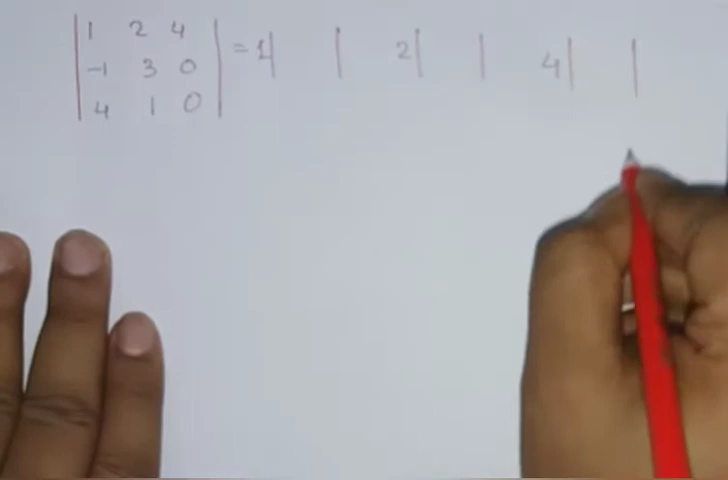 | 1 2 4 | = 1| | 2| | 4| |
| -1 3 0 |
| 4 1 0 |